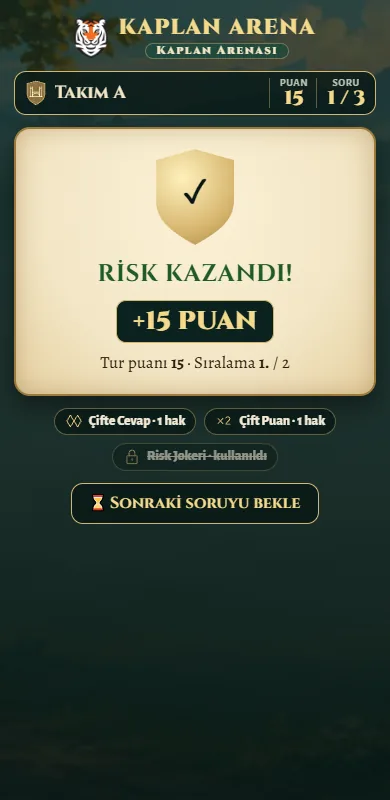 KAPLAN ARENA
Kaplan Arenası
Takım A
PUAN
15
SORU
1 / 3
✓
RİSK KAZANDI!
+15 PUAN
Tur puanı 15 · Sıralama 1. / 2
Çifte Cevap · 1 hak
×2 Çift Puan · 1 hak
Risk Jokeri · kullanıldı
⌛ Sonraki soruyu bekle